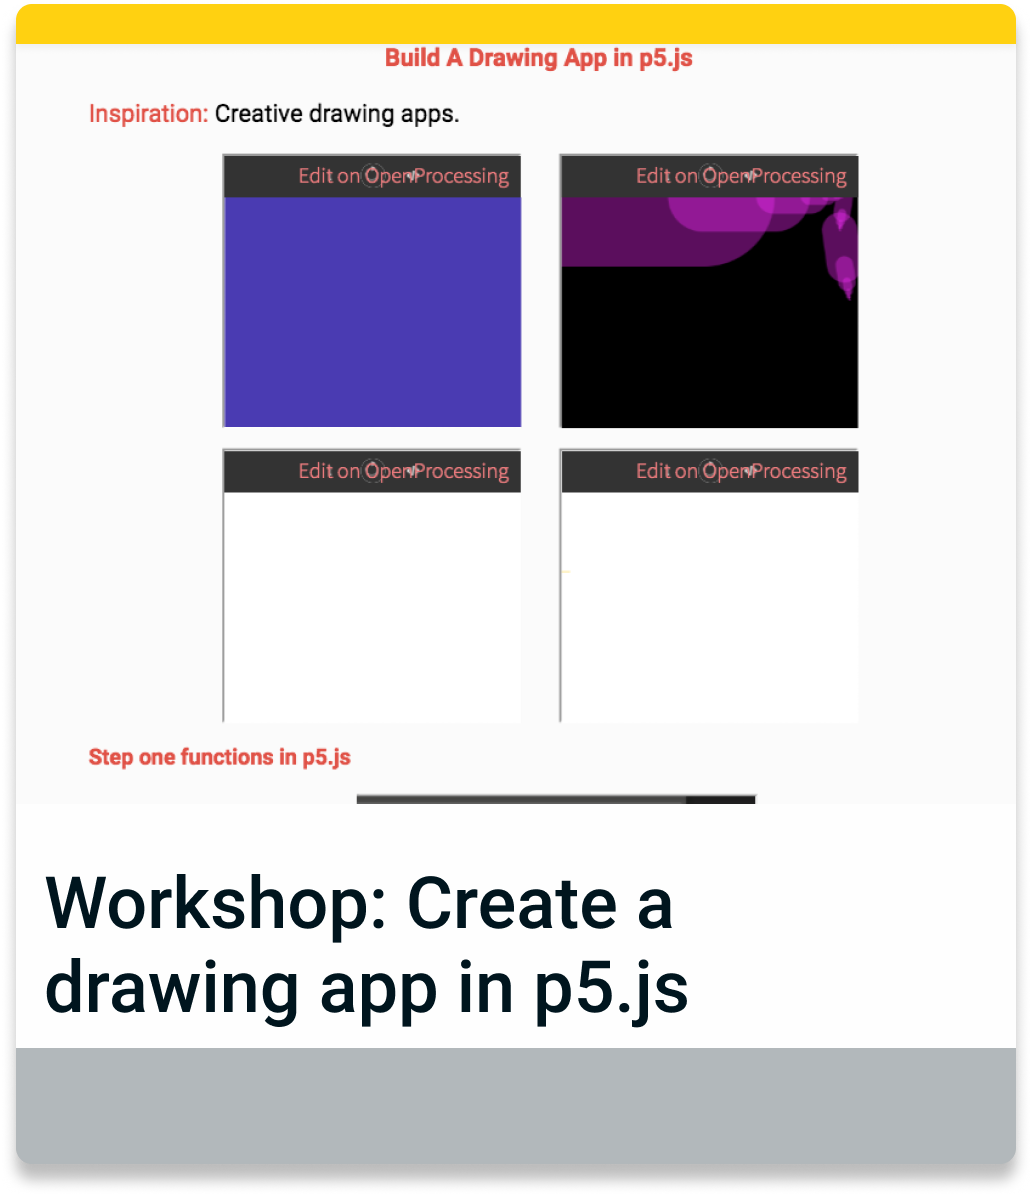 Build A Drawing App in p5.js
Inspiration: Creative drawing apps.
Edit on OpenProcessing
Edit on OpenProcessing
Edit on OpenProcessing
Edit on OpenProcessing
Step one functions in p5.js
Workshop: Create a
drawing app in p5.js